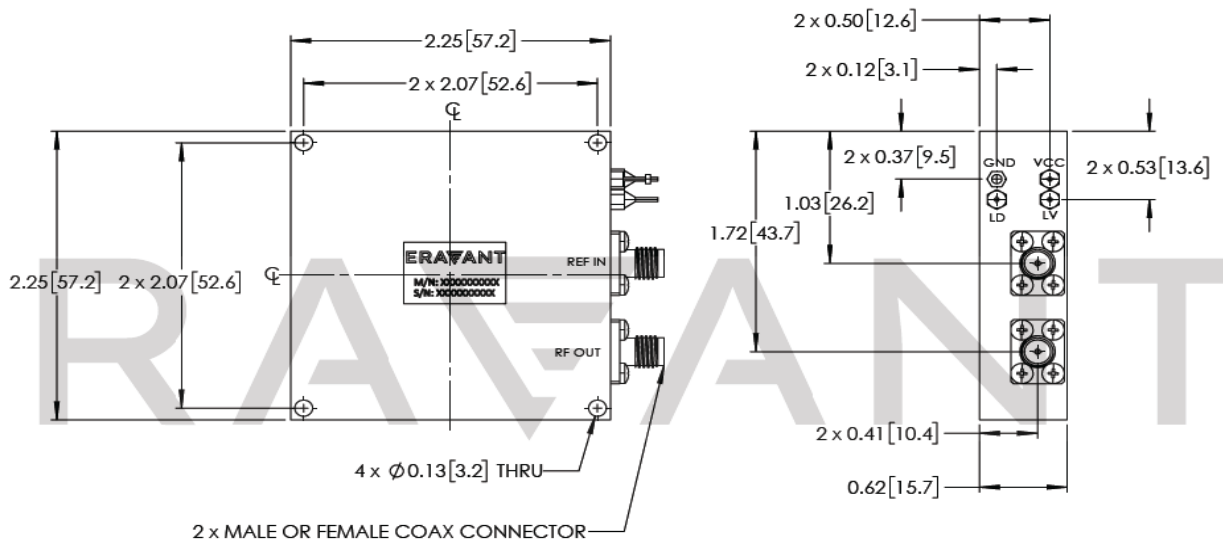 2 x 0.50[12.6]
2.25[57.2]
2 x 0.12[3.1]
2 x 2.07[52.6]
CL
2 x 0.37[9.5]
GND
VCC
2 x 0.53[13.6]
1.03[26.2]
LD
LV
1.72[43.7]
ERAVANT
REF IN
CL
M/N: XXXXXXXXXX
S/N: XXXXXXXXXX
2.25[57.2]
2 x 2.07[52.6]
RAVANT
RF OUT
2 x 0.41[10.4]
4 x Ø0.13[3.2] THRU
0.62[15.7]
2 x MALE OR FEMALE COAX CONNECTOR